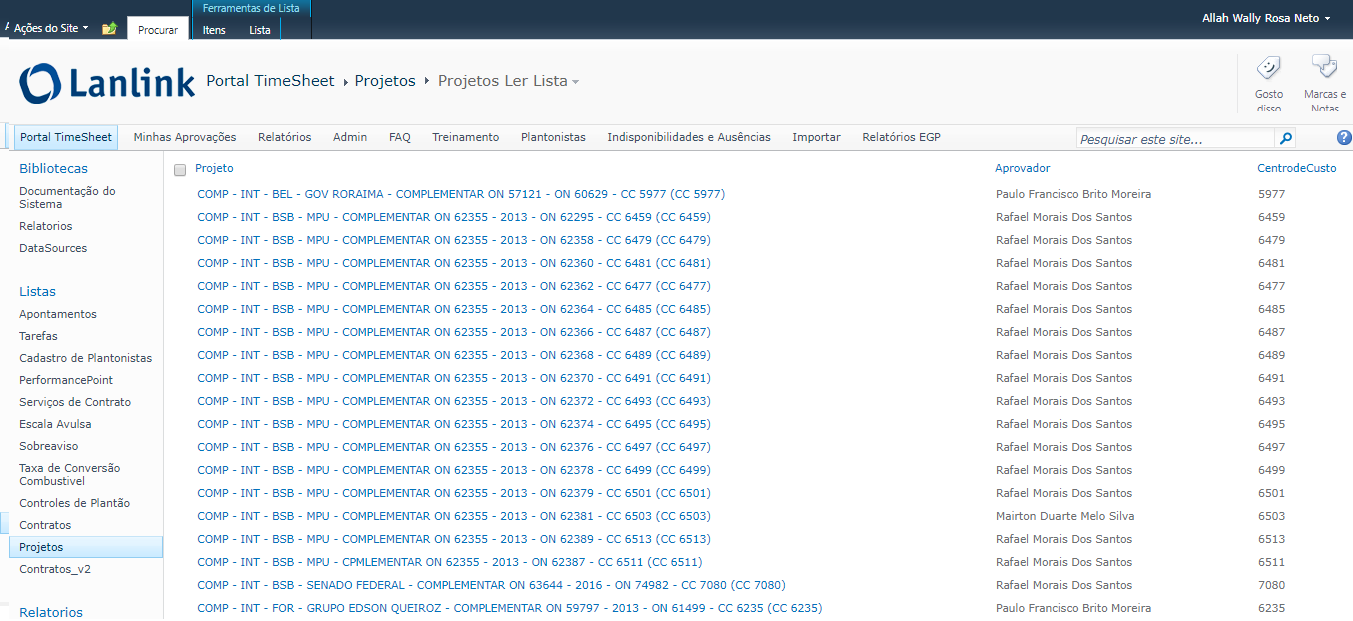 Ferramentas de Lista
Ações do Site
Procurar
Itens
Lista
Allah Wally Rosa Neto
Lanlink
Portal TimeSheet
Projetos
Projetos Ler Lista
Gosto
disso
Marcas e
Notas
Portal TimeSheet
Minhas Aprovações
Relatórios
Admin
FAQ
Treinamento
Plantonistas
Indisponibilidades e Ausências
Importar
Relatórios EGP
Pesquisar este site...
Bibliotecas
Documentação do
Sistema
Relatorios
DataSources
Listas
Apontamentos
Tarefas
Cadastro de Plantonistas
PerformancePoint
Serviços de Contrato
Escala Avulsa
Sobreaviso
Taxa de Conversão
Combustivel
Controles de Plantão
Contratos
Projetos
Contratos_v2
Relatorios
Projeto Aprovador CentrodeCusto
COMP - INT - BEL - GOV RORAIMA - COMPLEMENTAR ON 57121 - ON 60629 - CC 5977 (CC 5977) Paulo Francisco Brito Moreira 5977
COMP - INT - BSB - MPU - COMPLEMENTAR ON 62355 - 2013 - ON 62295 - CC 6459 (CC 6459) Rafael Morais Dos Santos 6459
COMP - INT - BSB - MPU - COMPLEMENTAR ON 62355 - 2013 - ON 62358 - CC 6479 (CC 6479) Rafael Morais Dos Santos 6479
COMP - INT - BSB - MPU - COMPLEMENTAR ON 62355 - 2013 - ON 62360 - CC 6481 (CC 6481) Rafael Morais Dos Santos 6481
COMP - INT - BSB - MPU - COMPLEMENTAR ON 62355 - 2013 - ON 62362 - CC 6477 (CC 6477) Rafael Morais Dos Santos 6477
COMP - INT - BSB - MPU - COMPLEMENTAR ON 62355 - 2013 - ON 62364 - CC 6485 (CC 6485) Rafael Morais Dos Santos 6485
COMP - INT - BSB - MPU - COMPLEMENTAR ON 62355 - 2013 - ON 62366 - CC 6487 (CC 6487) Rafael Morais Dos Santos 6487
COMP - INT - BSB - MPU - COMPLEMENTAR ON 62355 - 2013 - ON 62368 - CC 6489 (CC 6489) Rafael Morais Dos Santos 6489
COMP - INT - BSB - MPU - COMPLEMENTAR ON 62355 - 2013 - ON 62370 - CC 6491 (CC 6491) Rafael Morais Dos Santos 6491
COMP - INT - BSB - MPU - COMPLEMENTAR ON 62355 - 2013 - ON 62372 - CC 6493 (CC 6493) Rafael Morais Dos Santos 6493
COMP - INT - BSB - MPU - COMPLEMENTAR ON 62355 - 2013 - ON 62374 - CC 6495 (CC 6495) Rafael Morais Dos Santos 6495
COMP - INT - BSB - MPU - COMPLEMENTAR ON 62355 - 2013 - ON 62376 - CC 6497 (CC 6497) Rafael Morais Dos Santos 6497
COMP - INT - BSB - MPU - COMPLEMENTAR ON 62355 - 2013 - ON 62378 - CC 6499 (CC 6499) Rafael Morais Dos Santos 6499
COMP - INT - BSB - MPU - COMPLEMENTAR ON 62355 - 2013 - ON 62379 - CC 6501 (CC 6501) Rafael Morais Dos Santos 6501
COMP - INT - BSB - MPU - COMPLEMENTAR ON 62355 - 2013 - ON 62381 - CC 6503 (CC 6503) Mairton Duarte Melo Silva 6503
COMP - INT - BSB - MPU - COMPLEMENTAR ON 62355 - 2013 - ON 62389 - CC 6513 (CC 6513) Rafael Morais Dos Santos 6513
COMP - INT - BSB - MPU - CPMLEMENTAR ON 62355 - 2013 - ON 62387 - CC 6511 (CC 6511) Rafael Morais Dos Santos 6511
COMP - INT - BSB - SENADO FEDERAL - COMPLEMENTAR ON 63644 - 2016 - ON 74982 - CC 7080 (CC 7080) Rafael Morais Dos Santos 7080
COMP - INT - FOR - GRUPO EDSON QUEIROZ - COMPLEMENTAR ON 59797 - 2013 - ON 61499 - CC 6235 (CC 6235) Paulo Francisco Brito Moreira 6235